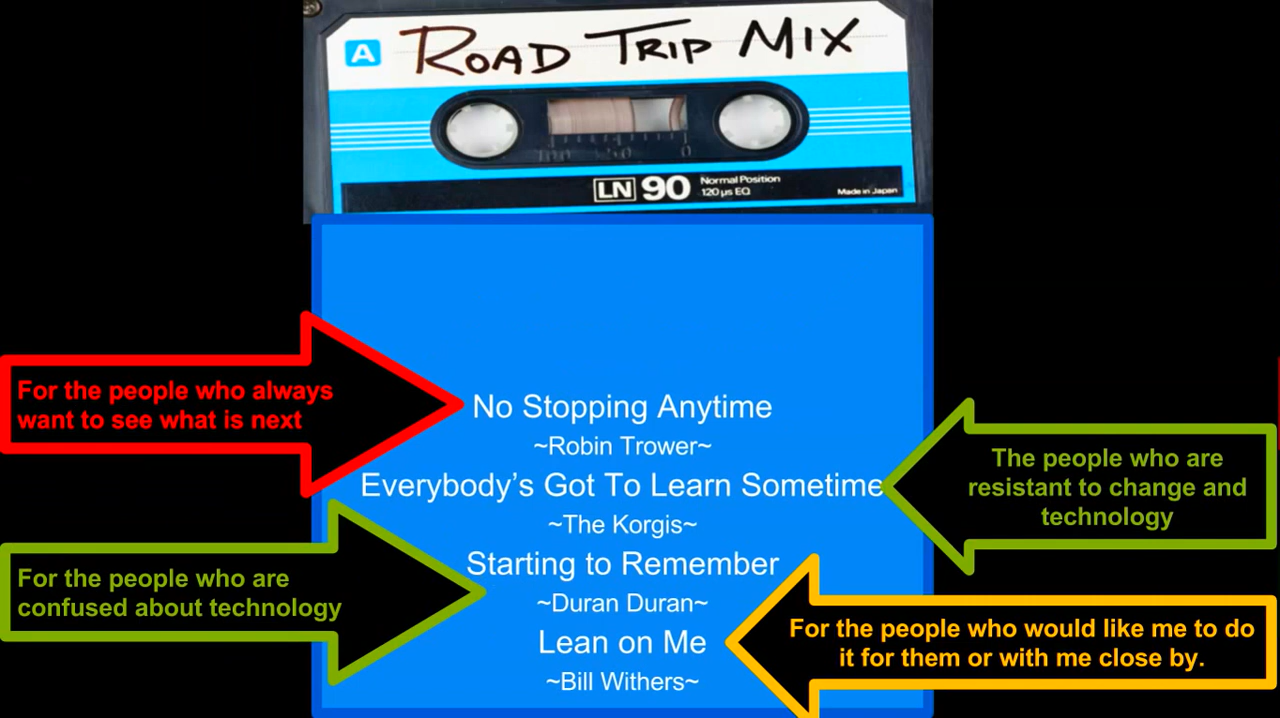 A ROAD TRIP MIX
100 50 0
LN 90 Normal Position
120 µs EQ
Made in Japan
For the people who always
want to see what is next
No Stopping Anytime
~Robin Trower~
Everybody's Got To Learn Sometime
~The Korgis~
The people who are
resistant to change and
technology
Starting to Remember
~Duran Duran~
For the people who are
confused about technology
Lean on Me
~Bill Withers~
For the people who would like me to do
it for them or with me close by.